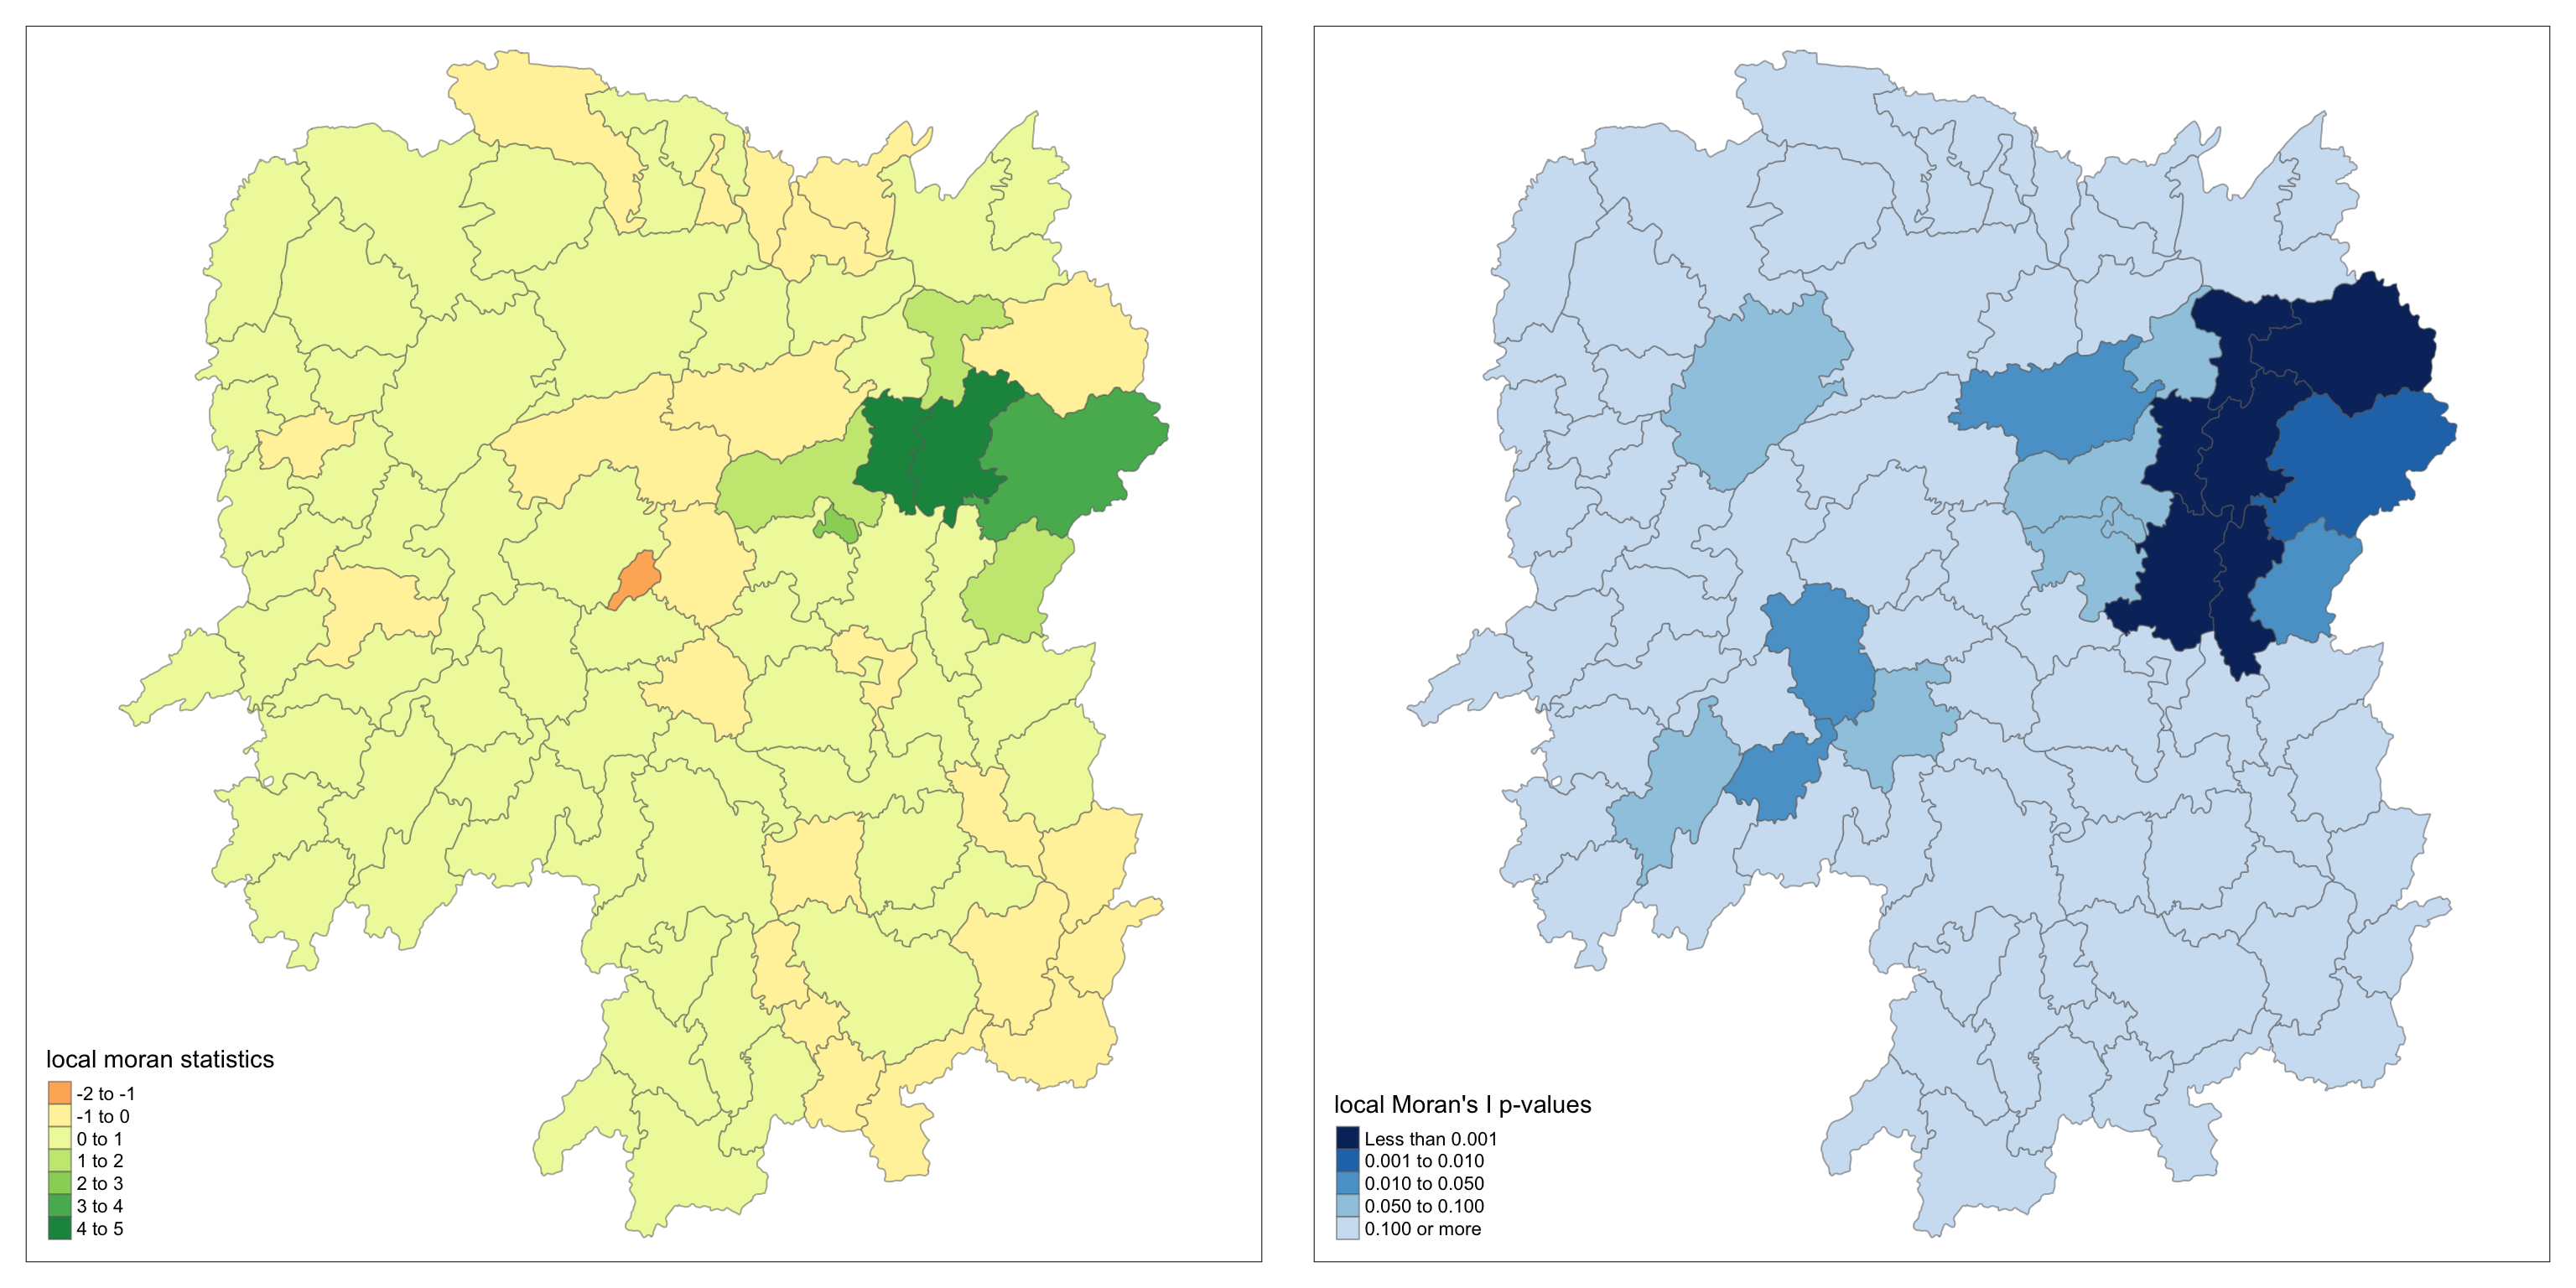 local moran statistics
-2 to -1
-1 to 0
0 to 1
1 to 2
2 to 3
3 to 4
4 to 5
local Moran's I p-values
Less than 0.001
0.001 to 0.010
0.010 to 0.050
0.050 to 0.100
0.100 or more